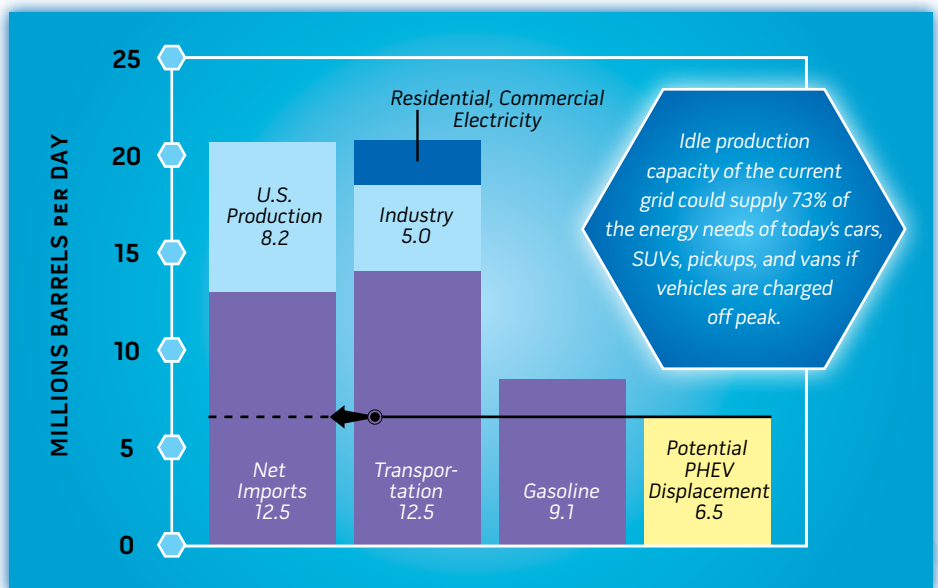 25
20
15
10
5
0
MILLIONS BARRELS PER DAY
Residential, Commercial
Electricity
U.S.
Production
8.2
Industry
5.0
Net
Imports
12.5
Transpor-
tation
12.5
Gasoline
9.1
Potential
PHEV
Displacement
6.5
Idle production
capacity of the current
grid could supply 73% of
the energy needs of today's cars,
SUVs, pickups, and vans if
vehicles are charged
off peak.